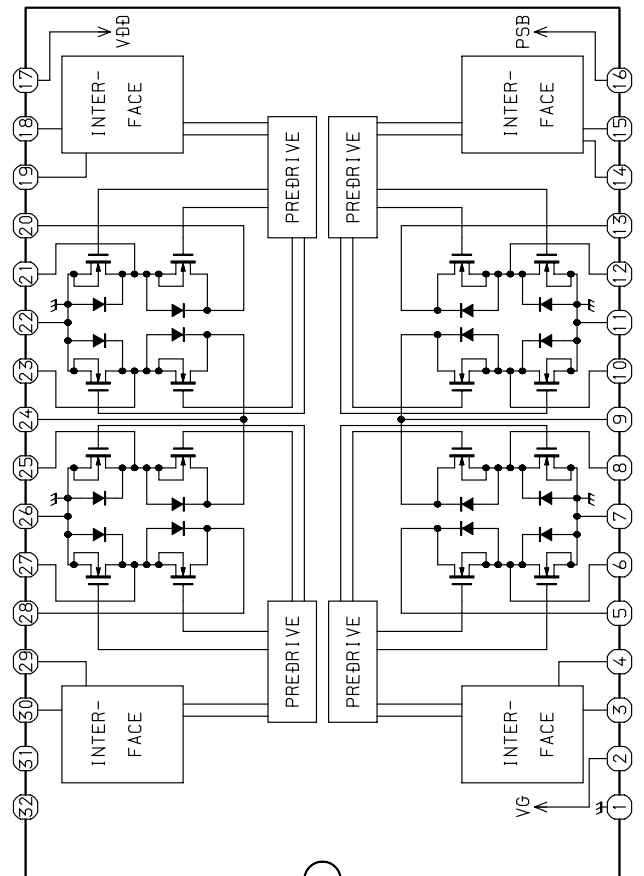 17
18
19
20
21
22
23
24
25
26
27
28
29
30
31
32
VDD
PSB
INTER-
FACE
INTER-
FACE
PREDRIVE
PREDRIVE
PREDRIVE
PREDRIVE
INTER-
FACE
INTER-
FACE
VG
16
15
14
13
12
11
10
9
8
7
6
5
4
3
2
1